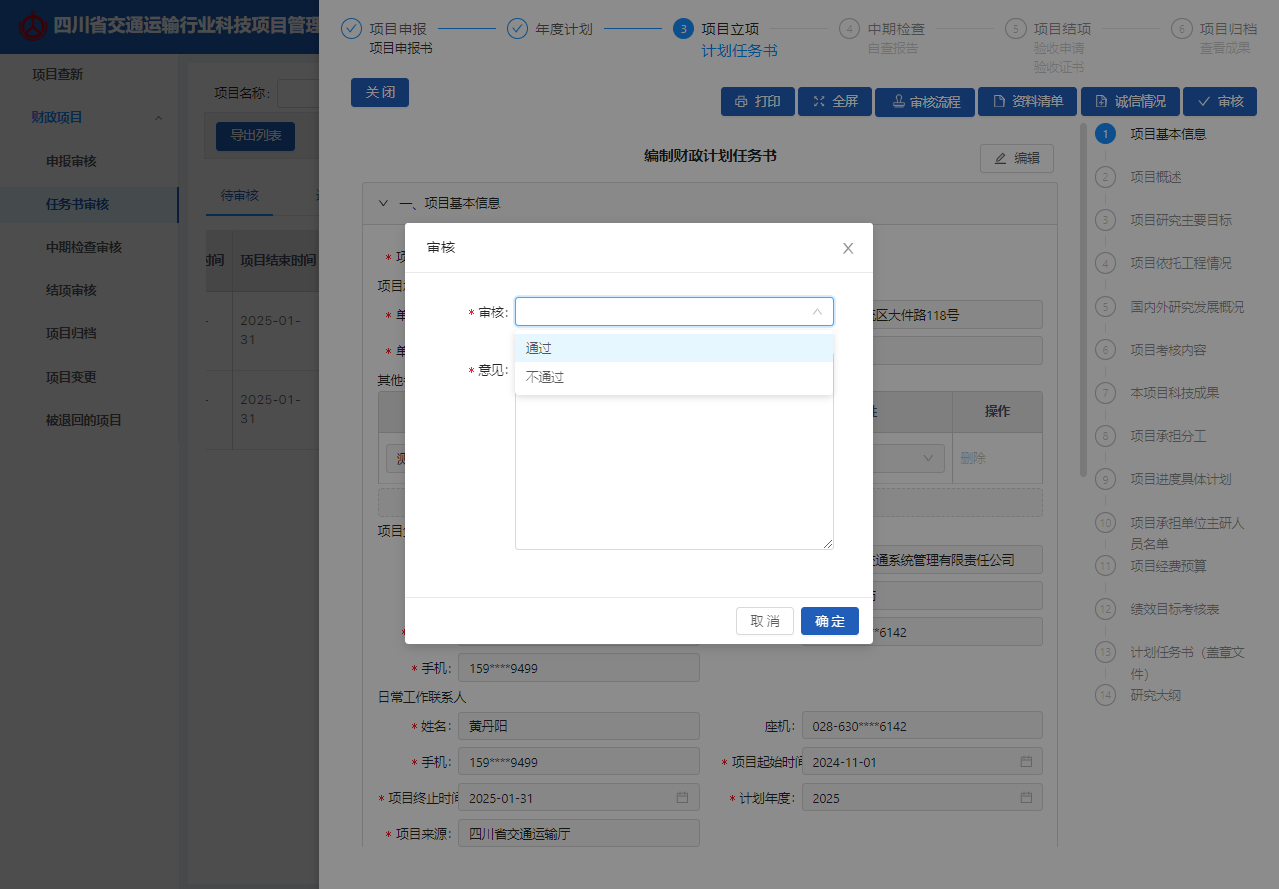 四川省交通运输行业科技项目管理
项目查新
财政项目
申报审核
任务书审核
中期检查审核
结项审核
项目归档
项目变更
被退回的项目
项目名称:
导出列表
待审核
时间 项目结束时间
- 2025-01-31
- 2025-01-31
项目申报
项目申报书
年度计划
3 项目立项
计划任务书
4 中期检查
自查报告
5 项目结项
验收申请
验收证书
6 项目归档
查看成果
关 闭
打印 全屏 审核流程 资料清单 诚信情况 审核
编制财政计划任务书
编辑
一、项目基本信息
审核
* 审核:
通过
不通过
* 意见:
取 消 确 定
区大件路118号
操作
删除
交通系统管理有限责任公司
*6142
* 手机: 159****9499
日常工作联系人
* 姓名: 黄丹阳 座机: 028-630****6142
* 手机: 159****9499 * 项目起始时间 2024-11-01
* 项目终止时间 2025-01-31 * 计划年度: 2025
* 项目来源: 四川省交通运输厅
1 项目基本信息
2 项目概述
3 项目研究主要目标
4 项目依托工程情况
5 国内外研究发展概况
6 项目考核内容
7 本项目科技成果
8 项目承担分工
9 项目进度具体计划
10 项目承担单位主研人
员名单
11 项目经费预算
12 绩效目标考核表
13 计划任务书（盖章文
件）
14 研究大纲